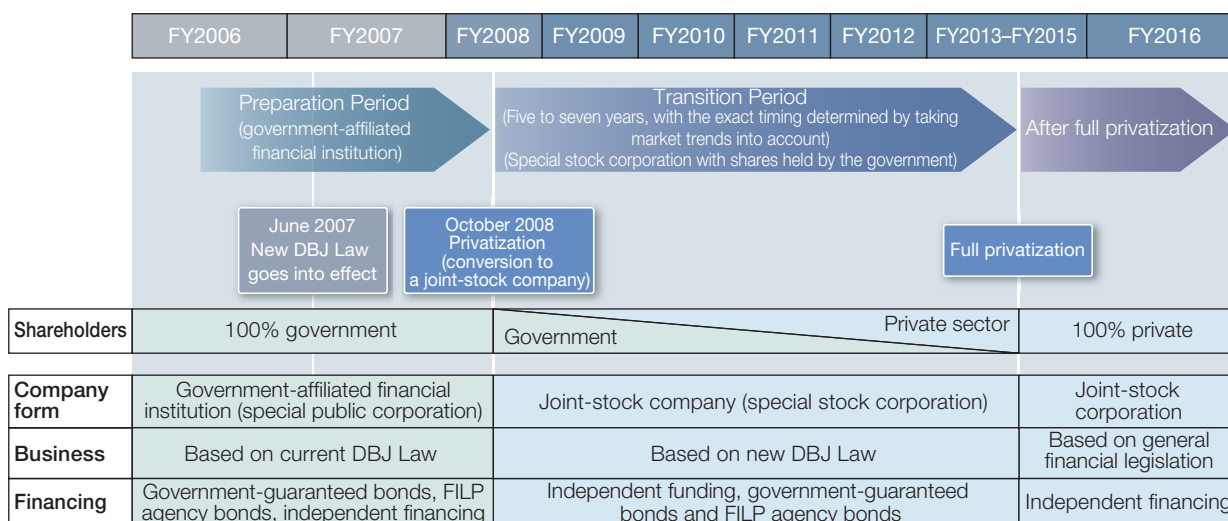 FY2006 FY2007 FY2008 FY2009 FY2010 FY2011 FY2012 FY2013–FY2015 FY2016
Preparation Period
(government-affiliated
financial institution)
Transition Period
(Five to seven years, with the exact timing determined by taking
market trends into account)
(Special stock corporation with shares held by the government)
After full privatization
June 2007
New DBJ Law
goes into effect
October 2008
Privatization
(conversion to
a joint-stock company)
Full privatization
Shareholders
100% government
Government
Private sector
100% private
Company
form
Government-affiliated financial
institution (special public corporation)
Joint-stock company (special stock corporation)
Joint-stock
corporation
Business
Based on current DBJ Law
Based on new DBJ Law
Based on general
financial legislation
Financing
Government-guaranteed bonds, FILP
agency bonds, independent financing
Independent funding, government-guaranteed
bonds and FILP agency bonds
Independent financing